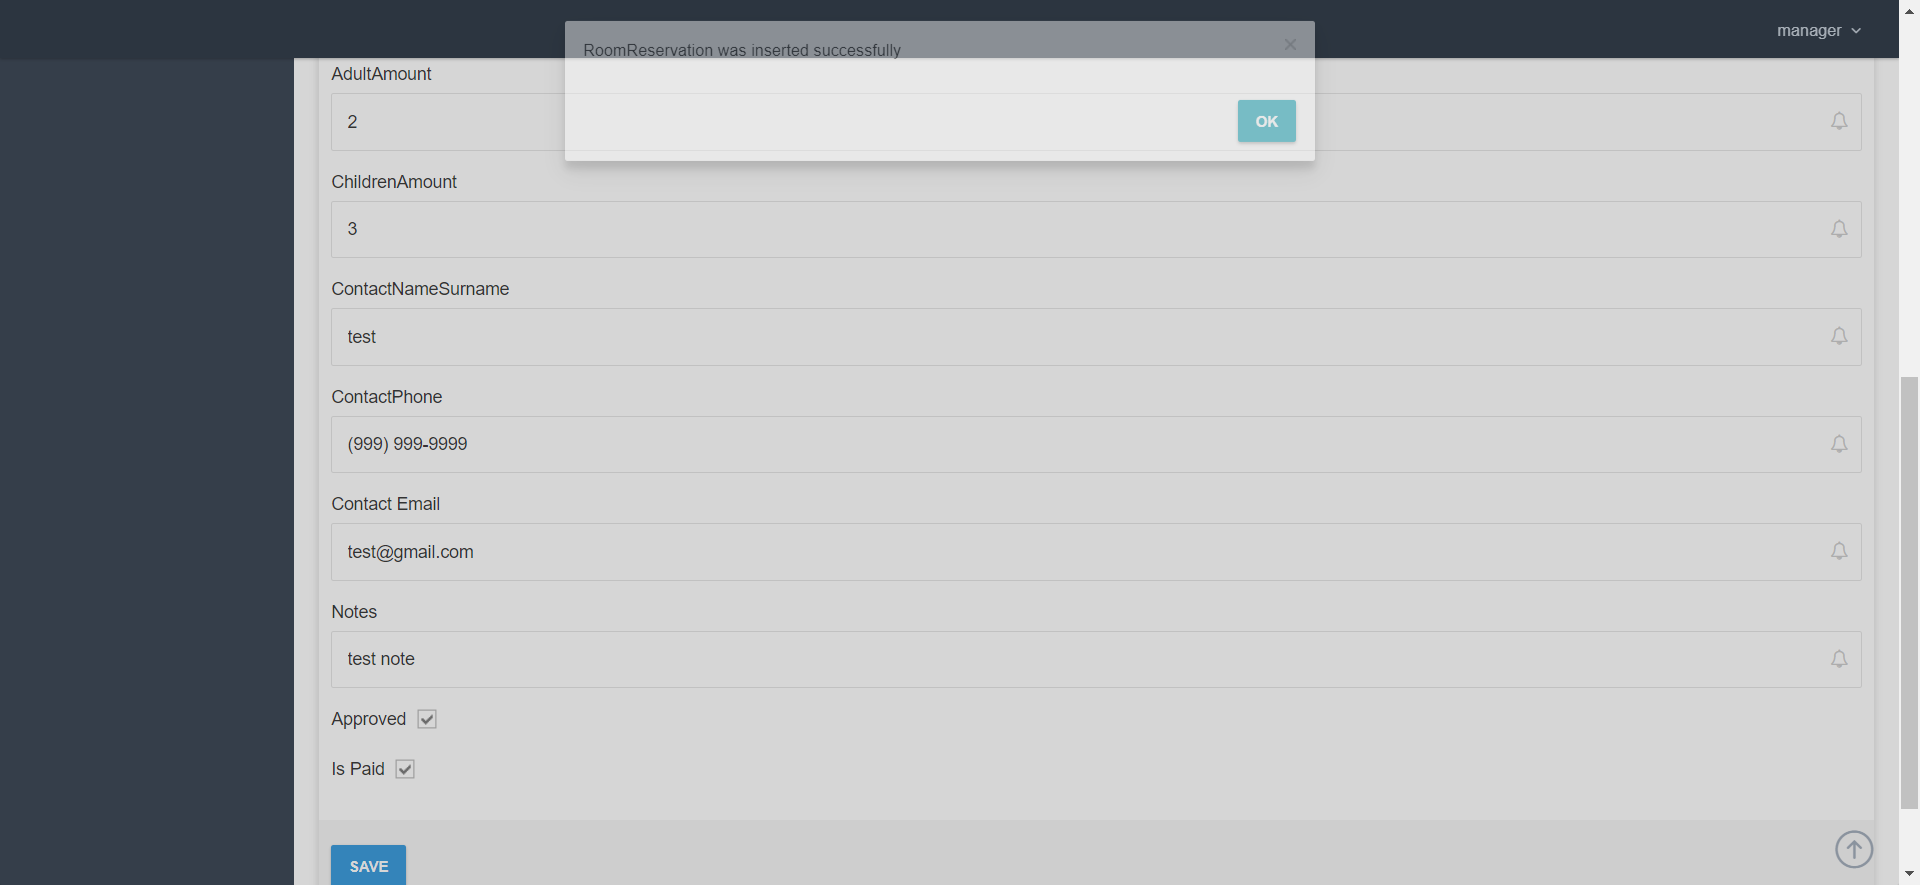 manager
RoomReservation was inserted successfully
×
OK
AdultAmount
2
ChildrenAmount
3
ContactNameSurname
test
ContactPhone
(999) 999-9999
Contact Email
test@gmail.com
Notes
test note
Approved
Is Paid
SAVE